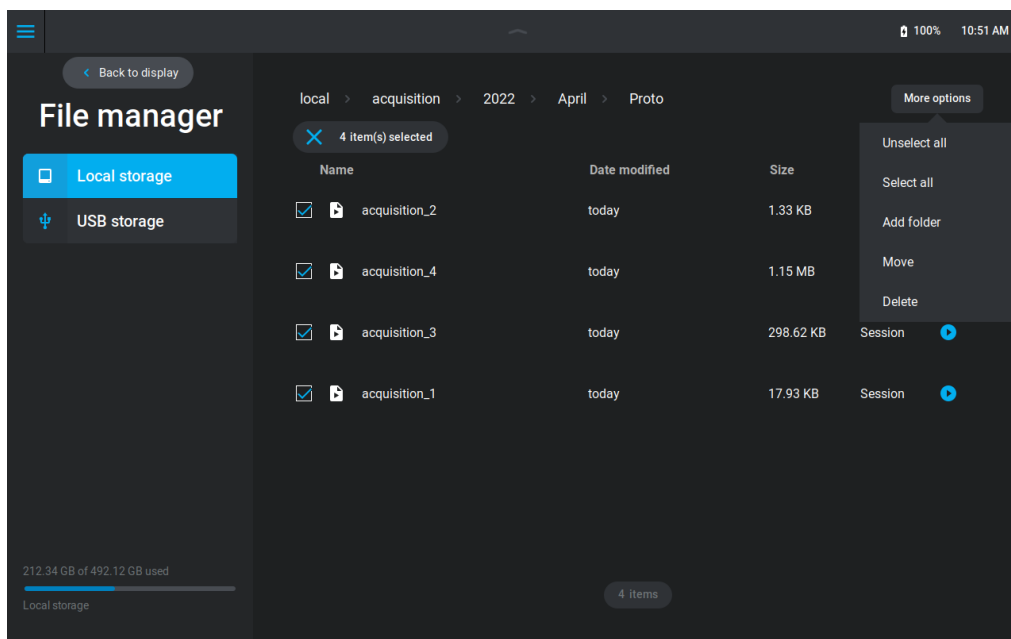 100% 10:51 AM
Back to display
File manager
Local storage
USB storage
212.34 GB of 492.12 GB used
Local storage
local > acquisition > 2022 > April > Proto
More options
4 item(s) selected
Unselect all
Select all
Add folder
Move
Delete
Name Date modified Size
acquisition_2 today 1.33 KB
acquisition_4 today 1.15 MB
acquisition_3 today 298.62 KB Session
acquisition_1 today 17.93 KB Session
4 items